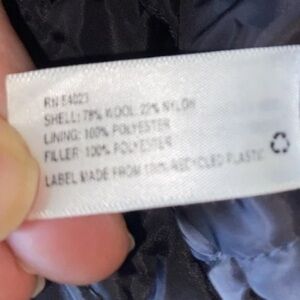 RN 54023
SHELL: 78% WOOL 22% NYLON
LINING: 100% POLYESTER
FILLER: 100% POLYESTER
LABEL MADE FROM 100% RECYCLED PLASTIC